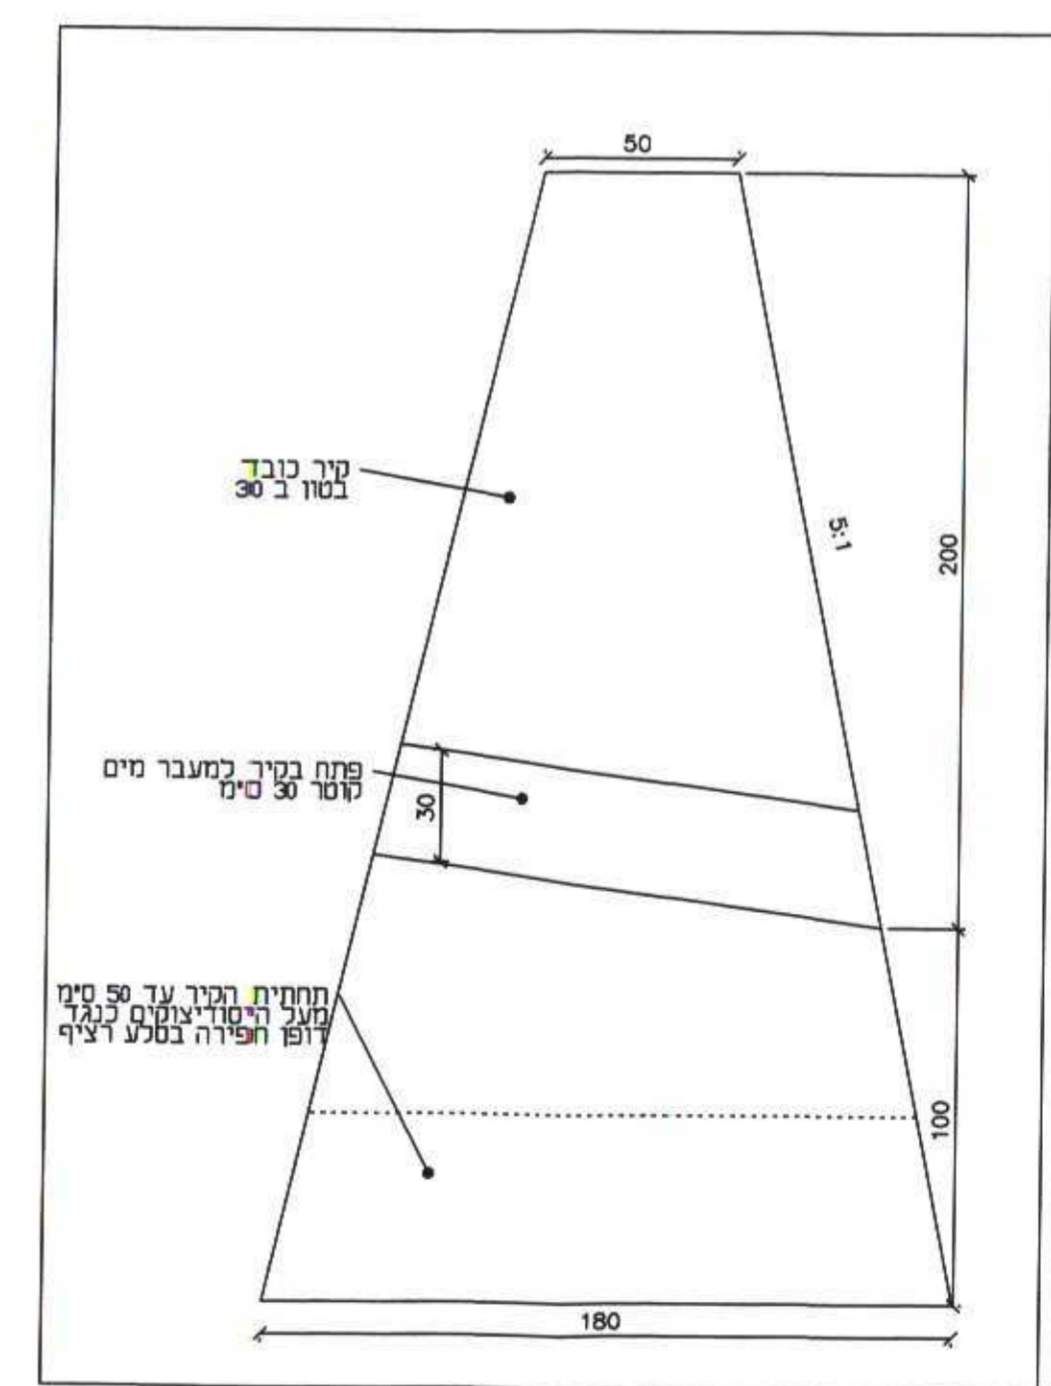 50
קיר כובד
בטון ב 30
5:1
200
פתח בקיר למעבר מים
קוטר 30 ס"מ
30
תחתית הקיר עד 50 ס"מ
מעל היסודיצוקים כנגד
דופן חפירה בסלע רציף
100
180